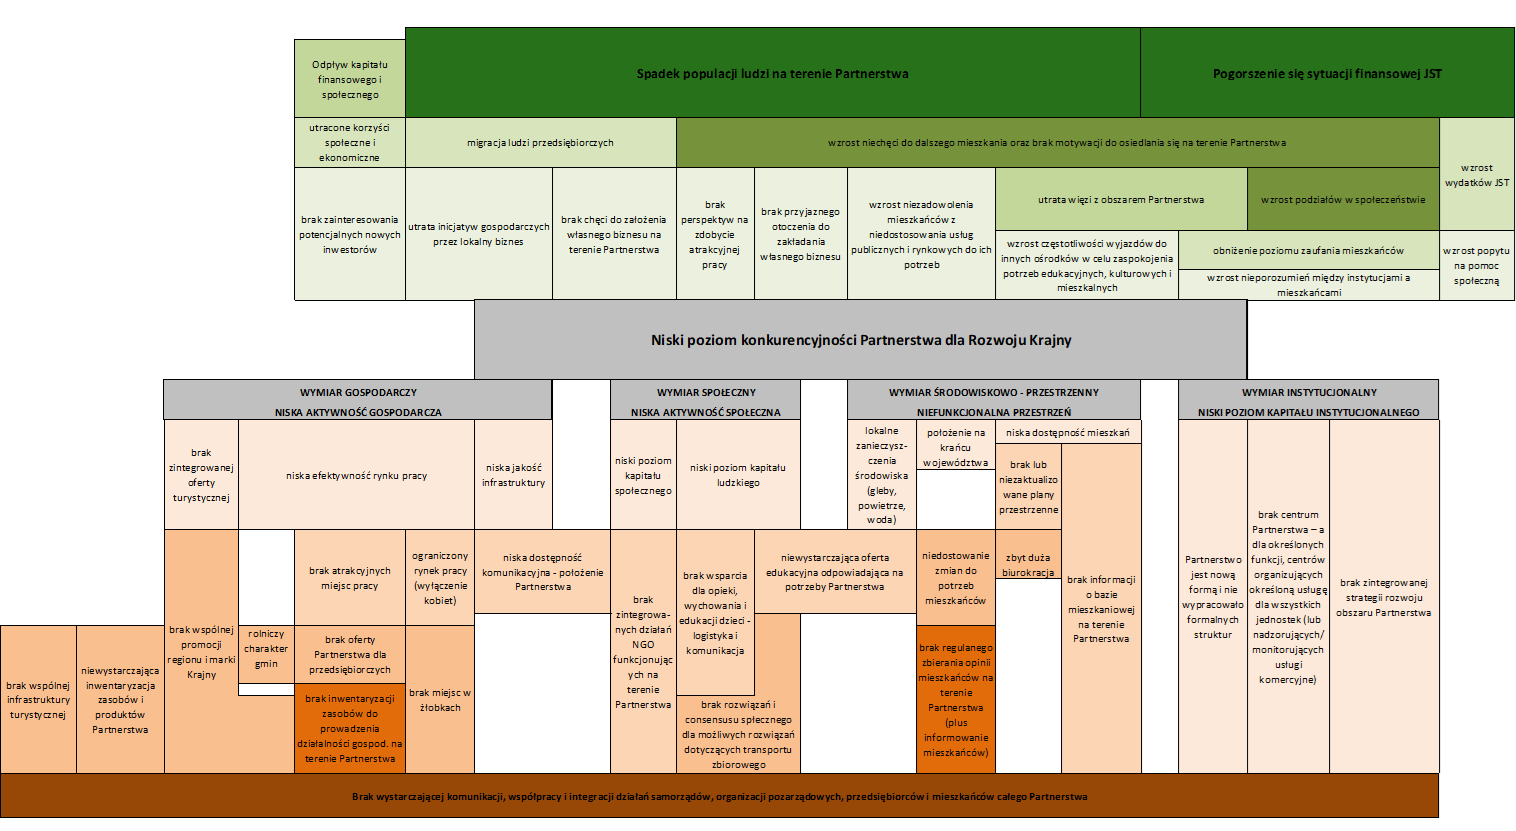 Odpływ kapitału
finansowego i
społecznego
Spadek populacji ludzi na terenie Partnerstwa
Pogorszenie się sytuacji finansowej JST
utracone korzyści
społeczne i
ekonomiczne
migracja ludzi przedsiębiorczych
wzrost niechęci do dalszego mieszkania oraz brak motywacji do osiedlania się na terenie Partnerstwa
wzrost
wydatków JST
brak zainteresowania
potencjalnych nowych
inwestorów
utrata inicjatyw gospodarczych
przez lokalny biznes
brak chęci do założenia
własnego biznesu na
terenie Partnerstwa
brak
perspektyw na
zdobycie
atrakcyjnej
pracy
brak przyjaznego
otoczenia do
zakładania
własnego biznesu
wzrost niezadowolenia
mieszkańców z
niedostosowania usług
publicznych i rynkowych do ich
potrzeb
utrata więzi z obszarem Partnerstwa
wzrost podziałów w społeczeństwie
wzrost częstotliwości wyjazdów do
innych ośrodków w celu zaspokojenia
potrzeb edukacyjnych, kulturowych i
mieszkalnych
obniżenie poziomu zaufania mieszkańców
wzrost nieporozumień między instytucjami a
mieszkańcami
wzrost popytu
na pomoc
społeczną
Niski poziom konkurencyjności Partnerstwa dla Rozwoju Krajny
WYMIAR GOSPODARCZY
NISKA AKTYWNOŚĆ GOSPODARCZA
WYMIAR SPOŁECZNY
NISKA AKTYWNOŚĆ SPOŁECZNA
WYMIAR ŚRODOWISKOWO - PRZESTRZENNY
NIEFUNKCJONALNA PRZESTRZEŃ
WYMIAR INSTYTUCJONALNY
NISKI POZIOM KAPITAŁU INSTYTUCJONALNEGO
brak
zintegrowanej
oferty
turystycznej
niska efektywność rynku pracy
niska jakość
infrastruktury
niski poziom
kapitału
społecznego
niski poziom kapitału
ludzkiego
lokalne
zanieczysz-
czenia
środowiska
(gleby,
powietrze,
woda)
położenie na
krańcu
województwa
niska dostępność mieszkań
brak lub
niezaktualizo
wane plany
przestrzenne
brak informacji
o bazie
mieszkaniowej
na terenie
Partnerstwa
Partnerstwo
jest nową
formą i nie
wypracowało
formalnych
struktur
brak centrum
Partnerstwa – a
dla określonych
funkcji, centrów
organizujących
określoną usługę
dla wszystkich
jednostek (lub
nadzorujących/
monitorujących
usługi
komercyjne)
brak zintegrowanej
strategii rozwoju
obszaru Partnerstwa
brak wspólnej
promocji
regionu i marki
Krajny
brak atrakcyjnych
miejsc pracy
ograniczony
rynek pracy
(wyłączenie
kobiet)
niska dostępność
komunikacyjna - położenie
Partnerstwa
brak
zintegrowa-
nych działań
NGO
funkcjonując
ych na
terenie
Partnerstwa
brak wsparcia
dla opieki,
wychowania i
edukacji dzieci -
logistyka i
komunikacja
niewystarczająca oferta
edukacyjna odpowiadająca na
potrzeby Partnerstwa
niedostowanie
zmian do
potrzeb
mieszkańców
zbyt duża
biurokracja
brak wspólnej
infrastruktury
turystycznej
niewystarczająca
inwentaryzacja
zasobów i
produktów
Partnerstwa
rolniczy
charakter
gmin
brak oferty
Partnerstwa dla
przedsiębiorczych
brak miejsc w
żłobkach
brak inwentaryzacji
zasobów do
prowadzenia
działalności gospod. na
terenie Partnerstwa
brak rozwiązań i
consensusu spłecznego
dla możliwych rozwiązań
dotyczących transportu
zbiorowego
brak regulanego
zbierania opinii
mieszkańców na
terenie
Partnerstwa
(plus
informowanie
mieszkańców)
Brak wystarczającej komunikacji, współpracy i integracji działań samorządów, organizacji pozarządowych, przedsiębiorców i mieszkańców całego Partnerstwa